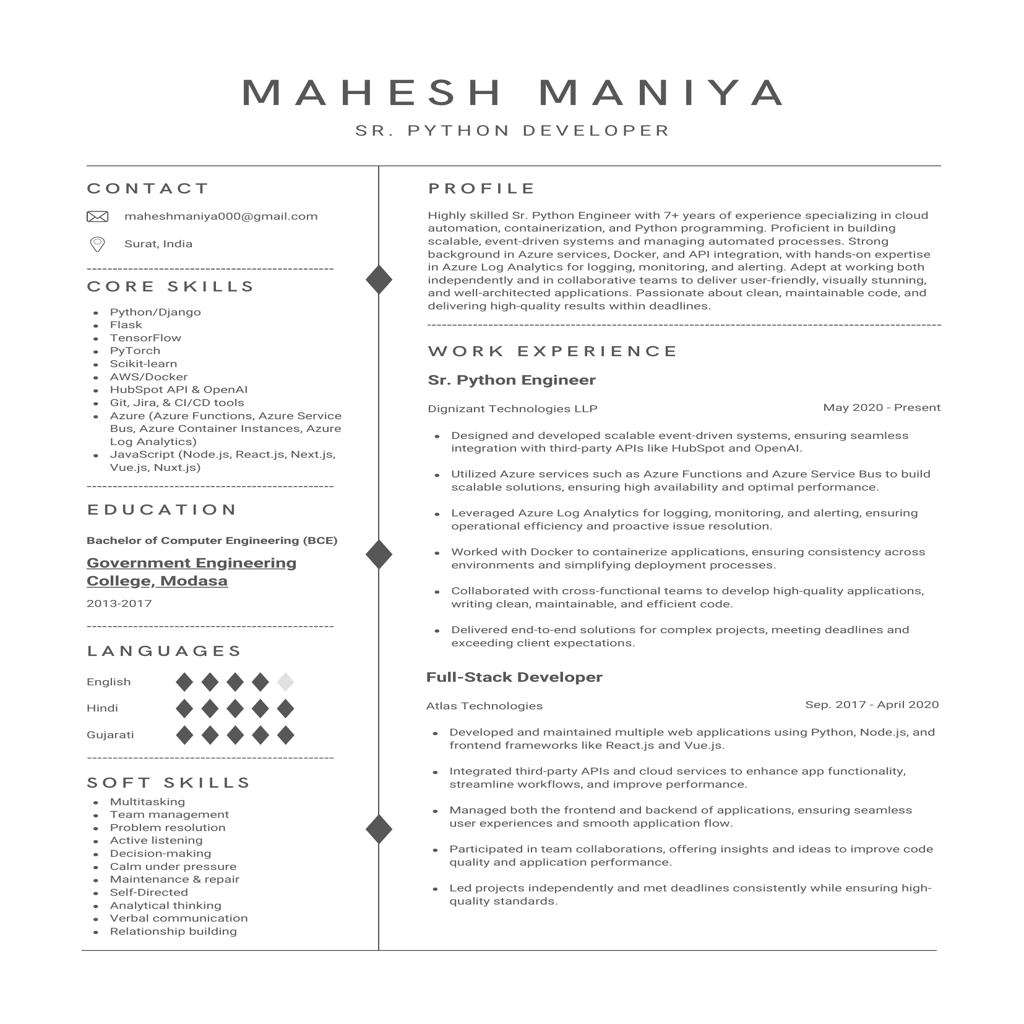 MAHESH MANIYA
SR. PYTHON DEVELOPER
CONTACT
maheshmaniya000@gmail.com
Surat, India
CORE SKILLS
Python/Django
Flask
TensorFlow
PyTorch
Scikit-learn
AWS/Docker
HubSpot API & OpenAI
Git, Jira, & CI/CD tools
Azure (Azure Functions, Azure Service
Bus, Azure Container Instances, Azure
Log Analytics)
JavaScript (Node.js, React.js, Next.js,
Vue.js, Nuxt.js)
EDUCATION
Bachelor of Computer Engineering (BCE)
Government Engineering
College, Modasa
2013-2017
LANGUAGES
English
Hindi
Gujarati
SOFT SKILLS
Multitasking
Team management
Problem resolution
Active listening
Decision-making
Calm under pressure
Maintenance & repair
Self-Directed
Analytical thinking
Verbal communication
Relationship building
PROFILE
Highly skilled Sr. Python Engineer with 7+ years of experience specializing in cloud
automation, containerization, and Python programming. Proficient in building
scalable, event-driven systems and managing automated processes. Strong
background in Azure services, Docker, and API integration, with hands-on expertise
in Azure Log Analytics for logging, monitoring, and alerting. Adept at working both
independently and in collaborative teams to deliver user-friendly, visually stunning,
and well-architected applications. Passionate about clean, maintainable code, and
delivering high-quality results within deadlines.
WORK EXPERIENCE
Sr. Python Engineer
Dignizant Technologies LLP May 2020 - Present
Designed and developed scalable event-driven systems, ensuring seamless
integration with third-party APIs like HubSpot and OpenAI.
Utilized Azure services such as Azure Functions and Azure Service Bus to build
scalable solutions, ensuring high availability and optimal performance.
Leveraged Azure Log Analytics for logging, monitoring, and alerting, ensuring
operational efficiency and proactive issue resolution.
Worked with Docker to containerize applications, ensuring consistency across
environments and simplifying deployment processes.
Collaborated with cross-functional teams to develop high-quality applications,
writing clean, maintainable, and efficient code.
Delivered end-to-end solutions for complex projects, meeting deadlines and
exceeding client expectations.
Full-Stack Developer
Atlas Technologies Sep. 2017 - April 2020
Developed and maintained multiple web applications using Python, Node.js, and
frontend frameworks like React.js and Vue.js.
Integrated third-party APIs and cloud services to enhance app functionality,
streamline workflows, and improve performance.
Managed both the frontend and backend of applications, ensuring seamless
user experiences and smooth application flow.
Participated in team collaborations, offering insights and ideas to improve code
quality and application performance.
Led projects independently and met deadlines consistently while ensuring high-
quality standards.